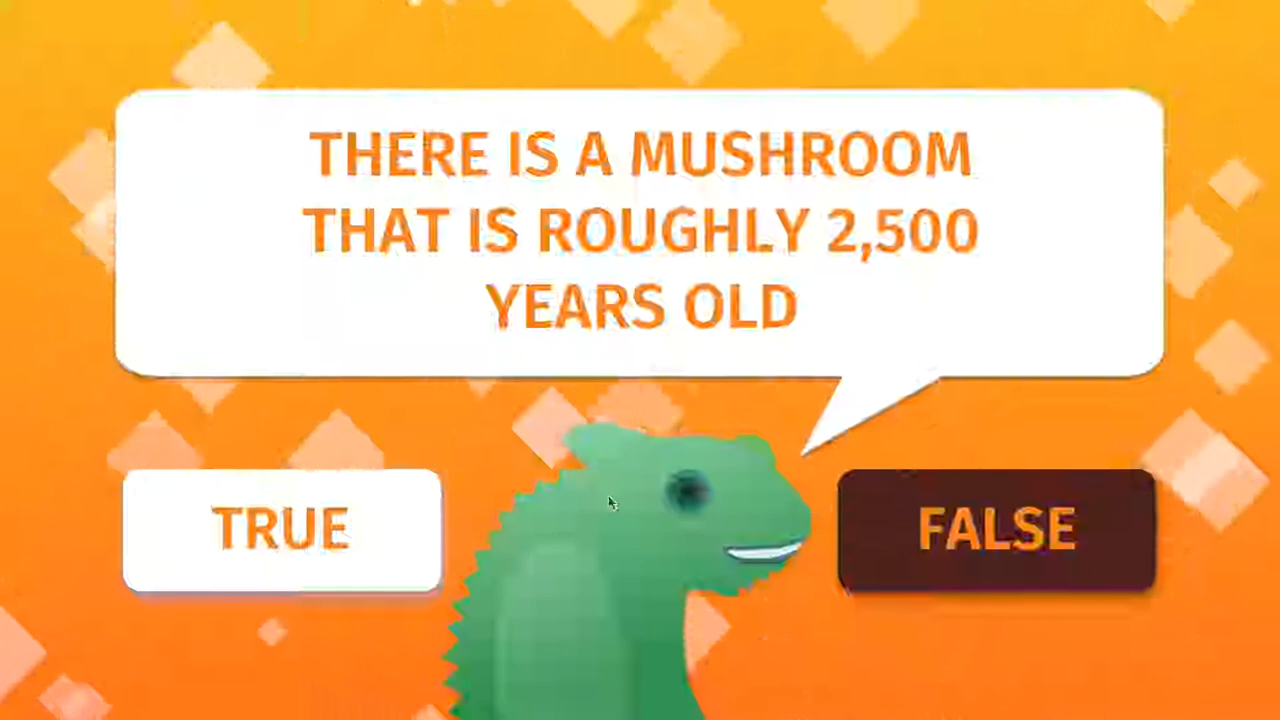 THERE IS A MUSHROOM
THAT IS ROUGHLY 2,500
YEARS OLD
TRUE
FALSE